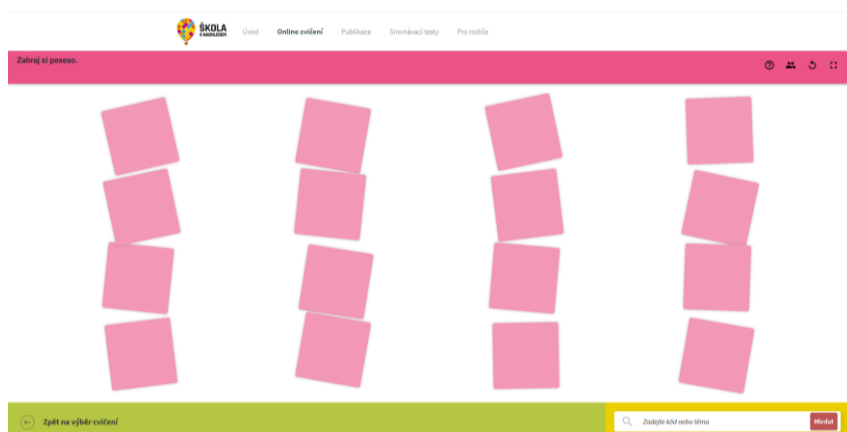 ŠKOLA
S NADHLEDEM
Úvod Online cvičení Publikace Srovnávací testy Pro rodiče
Zahraj si pexeso.
Zpět na výběr cvičení
Zadejte kód nebo téma
Hledat